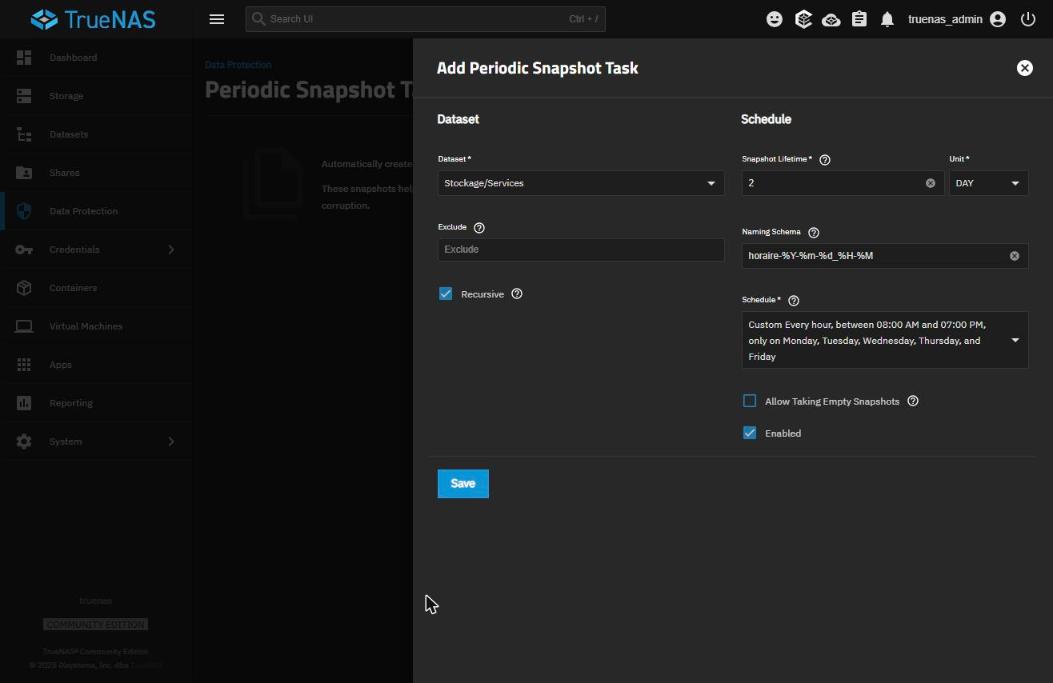 TrueNAS
Search UI
Ctrl + /
truenas_admin
Dashboard
Storage
Datasets
Shares
Data Protection
Credentials
Containers
Virtual Machines
Apps
Reporting
System
truenas
COMMUNITY EDITION
TrueNAS® Community Edition
Data Protection
Periodic Snapshot T
Automatically create
These snapshots hel
corruption.
Add Periodic Snapshot Task
Dataset
Dataset *
Stockage/Services
Exclude
Exclude
Recursive
Schedule
Snapshot Lifetime *
Unit *
2
DAY
Naming Schema
horaire-%Y-%m-%d_%H-%M
Schedule *
Custom Every hour, between 08:00 AM and 07:00 PM,
only on Monday, Tuesday, Wednesday, Thursday, and
Friday
Allow Taking Empty Snapshots
Enabled
Save